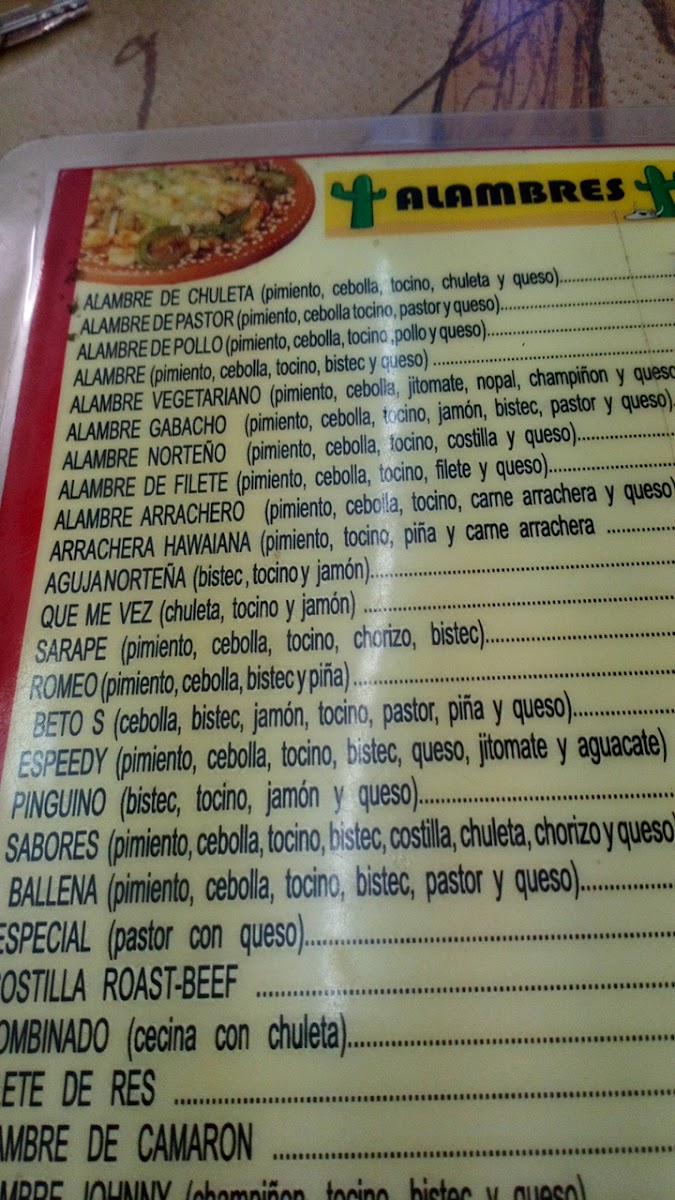 ALAMBRES
ALAMBRE DE CHULETA (pimiento, cebolla, tocino, chuleta y queso)
ALAMBRE DE PASTOR (pimiento, cebolla tocino, pastor y queso)
ALAMBRE DE POLLO (pimiento, cebolla, tocino ,pollo y queso)
ALAMBRE (pimiento, cebolla, tocino, bistec y queso)
ALAMBRE VEGETARIANO (pimiento, cebolla, jitomate, nopal, champiñon y queso
ALAMBRE GABACHO (pimiento, cebolla, tocino, jamón, bistec, pastor y queso)
ALAMBRE NORTEÑO (pimiento, cebolla, tocino, costilla y queso)
ALAMBRE DE FILETE (pimiento, cebolla, tocino, filete y queso)
ALAMBRE ARRACHERO (pimiento, cebolla, tocino, carne arrachera y queso)
ARRACHERA HAWAIANA (pimiento, tocino, piña y carne arrachera
AGUJA NORTEÑA (bistec, tocino y jamón)
QUE ME VEZ (chuleta, tocino y jamón)
SARAPE (pimiento, cebolla, tocino, chorizo, bistec)
ROMEO (pimiento, cebolla, bistec y piña)
BETO S (cebolla, bistec, jamón, tocino, pastor, piña y queso)
ESPEEDY (pimiento, cebolla, tocino, bistec, queso, jitomate y aguacate)
PINGUINO (bistec, tocino, jamón y queso)
SABORES (pimiento, cebolla, tocino, bistec, costilla, chuleta, chorizo y queso)
BALLENA (pimiento, cebolla, tocino, bistec, pastor y queso)
ESPECIAL (pastor con queso)
OSTILLA ROAST-BEEF
OMBINADO (cecina con chuleta)
LETE DE RES
AMBRE DE CAMARON
MBRE JOHNNY (champiñon, tocino, bistec y queso)